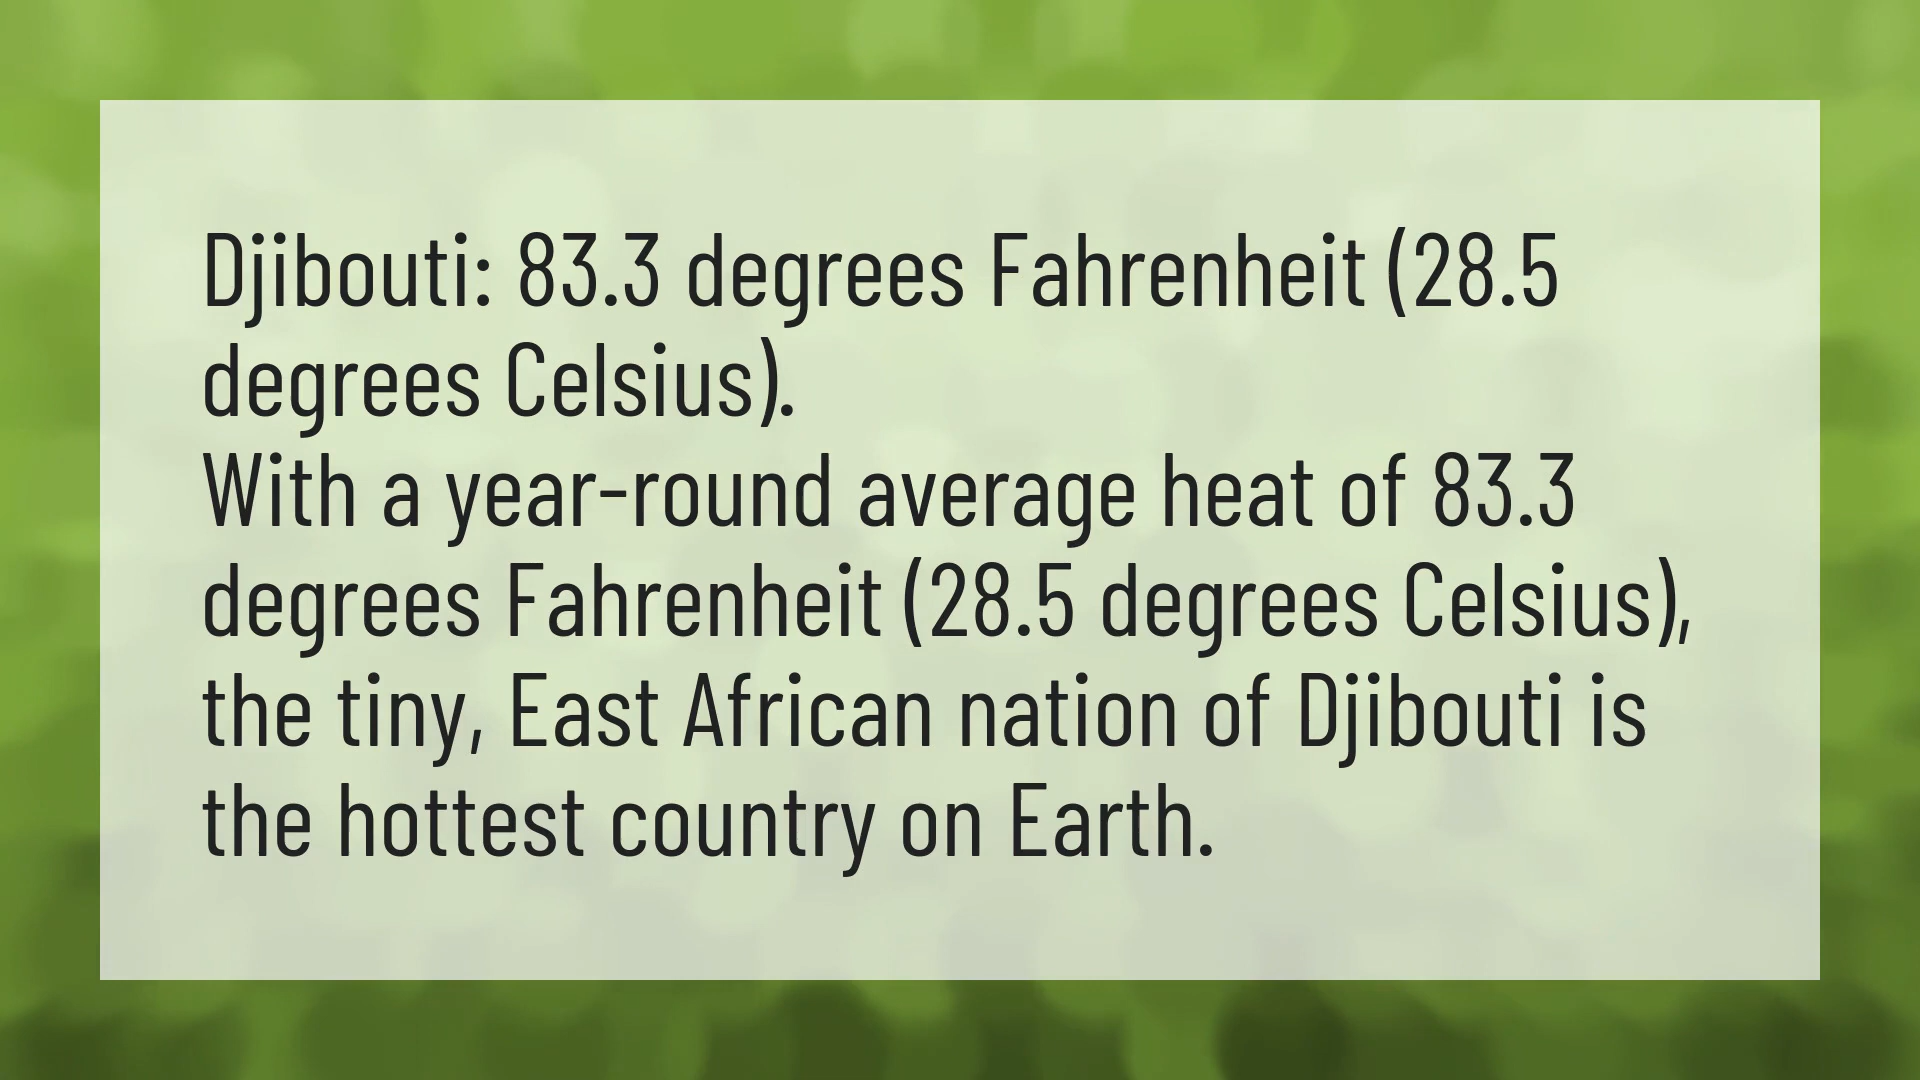 Djibouti: 83.3 degrees Fahrenheit (28.5
degrees Celsius).
With a year-round average heat of 83.3
degrees Fahrenheit (28.5 degrees Celsius),
the tiny, East African nation of Djibouti is
the hottest country on Earth.